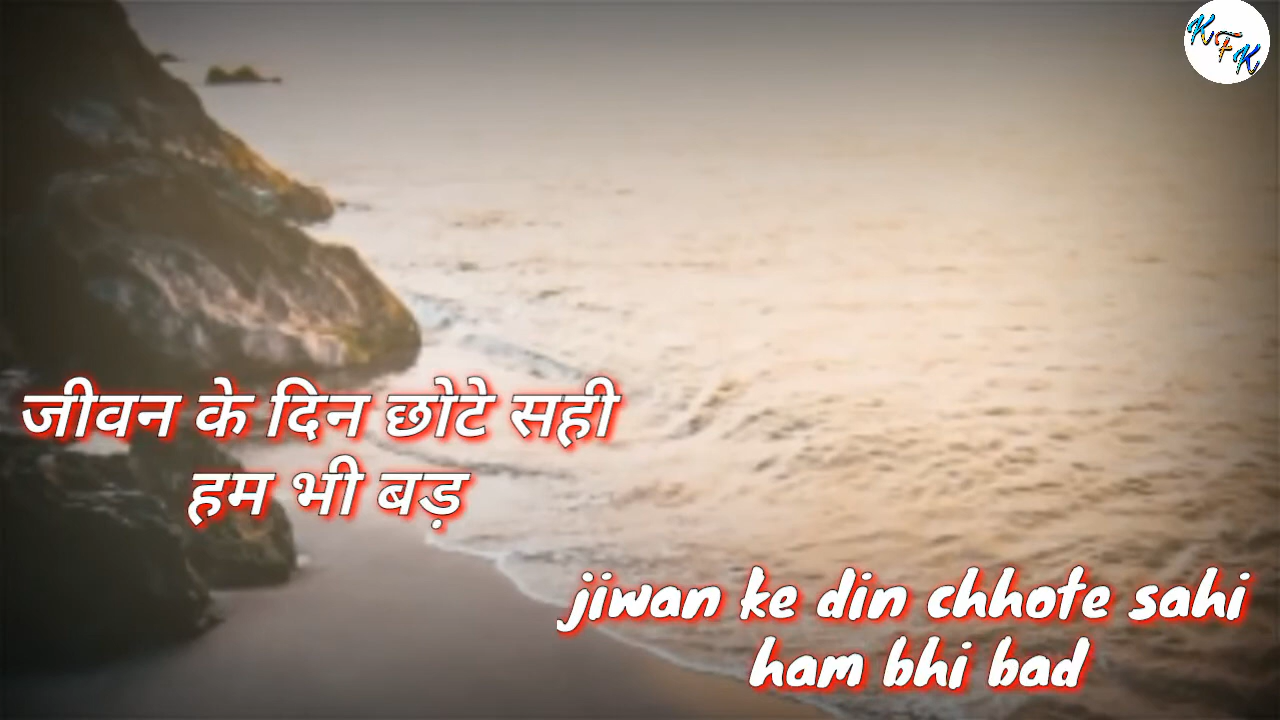 KFK
जीवन के दिन छोटे सही
हम भी बड़
jiwan ke din chhote sahi
ham bhi bad